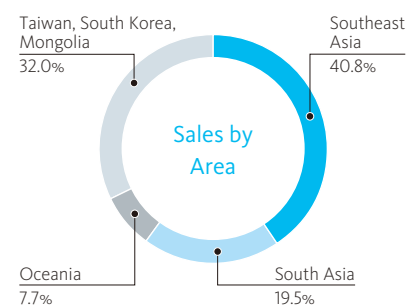 Taiwan, South Korea,
Mongolia
32.0%
Southeast
Asia
40.8%
Sales by
Area
Oceania
7.7%
South Asia
19.5%